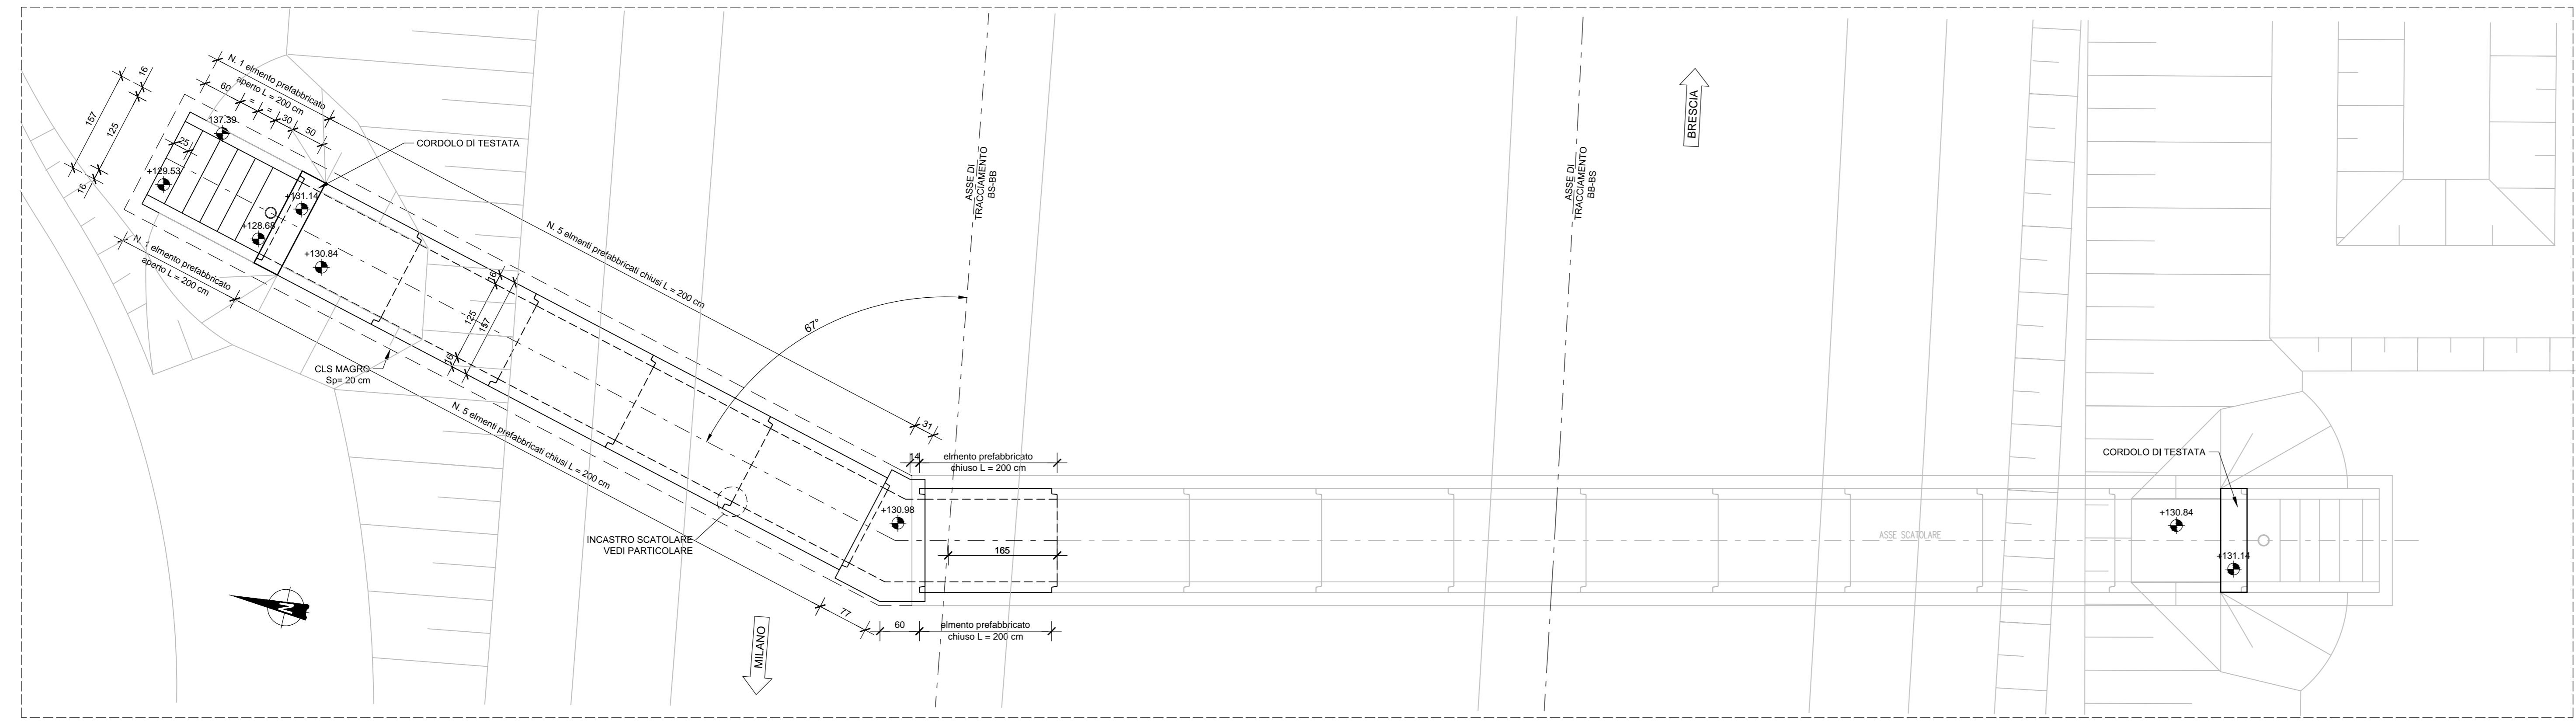 N. 1 elmento prefabbricato
aperto L = 200 cm
60
=
=
30
50
16
157
125
16
137.39
25
+129.53
+131.14
+128.68
+130.84
CORDOLO DI TESTATA
N. 1 elmento prefabbricato
aperto L = 200 cm
N. 5 elmenti prefabbricati chiusi L = 200 cm
16
125
157
16
CLS MAGRO
Sp= 20 cm
67°
N. 5 elmenti prefabbricati chiusi L = 200 cm
31
14
elmento prefabbricato
chiuso L = 200 cm
+130.98
165
INCASTRO SCATOLARE
VEDI PARTICOLARE
77
60
elmento prefabbricato
chiuso L = 200 cm
N
MILANO
ASSE DI
TRACCIAMENTO
BS-BB
ASSE DI
TRACCIAMENTO
BB-BS
BRESCIA
ASSE SCATOLARE
CORDOLO DI TESTATA
+130.84
+131.14